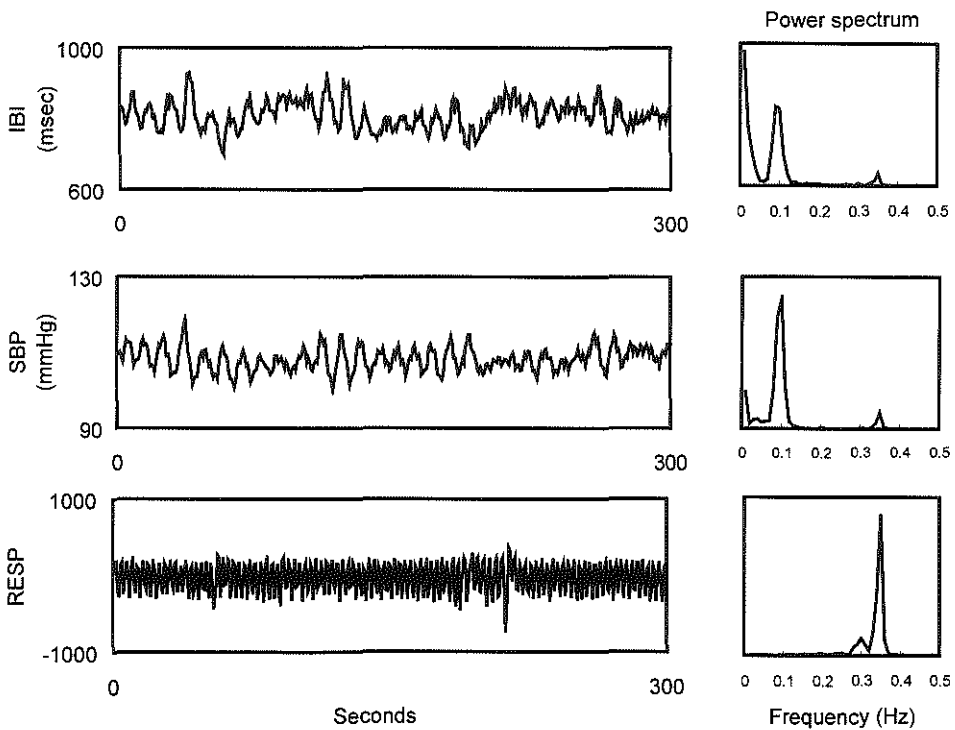 Power spectrum
1000
IBI
(msec)
600
0
300
0 0.1 0.2 0.3 0.4 0.5
130
SBP
(mmHg)
90
0
300
0 0.1 0.2 0.3 0.4 0.5
1000
RESP
-1000
0
300
0 0.1 0.2 0.3 0.4 0.5
Seconds
Frequency (Hz)